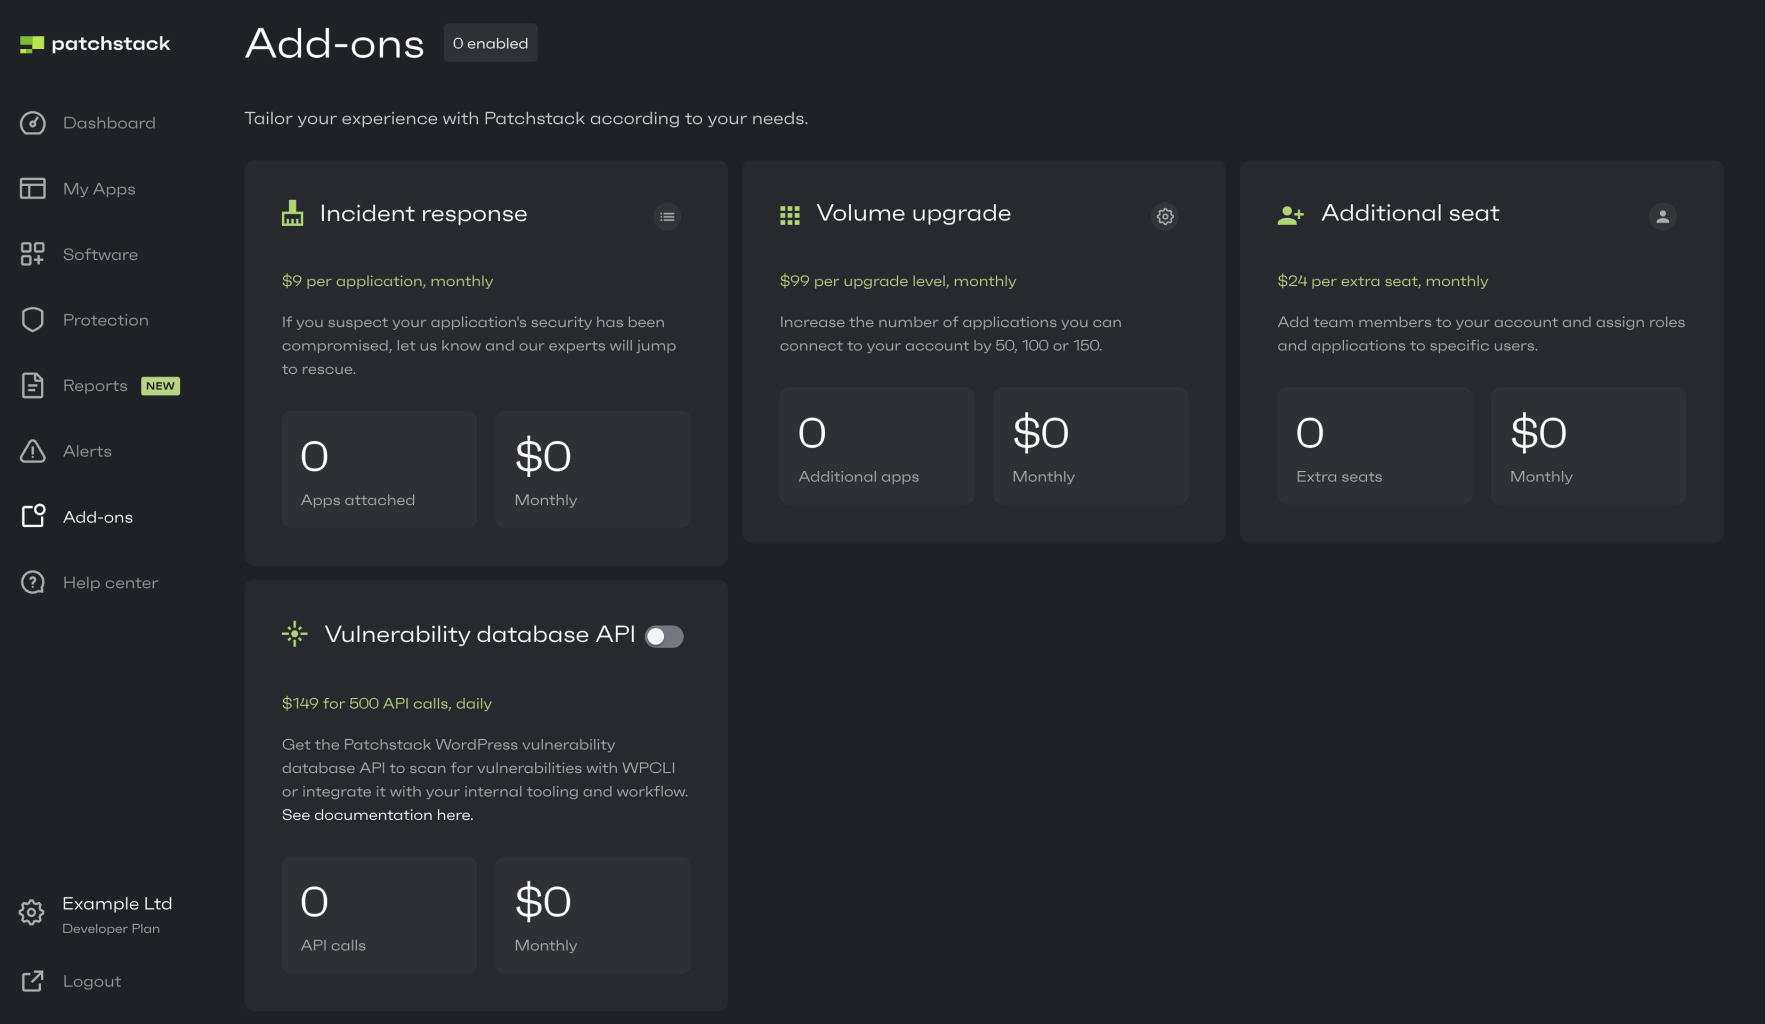 patchstack
Add-ons
0 enabled
Dashboard
My Apps
Software
Protection
Reports
NEW
Alerts
Add-ons
Help center
Example Ltd
Developer Plan
Logout
Tailor your experience with Patchstack according to your needs.
Incident response
$9 per application, monthly
If you suspect your application's security has been
compromised, let us know and our experts will jump
to rescue.
0
Apps attached
$0
Monthly
Volume upgrade
$99 per upgrade level, monthly
Increase the number of applications you can
connect to your account by 50, 100 or 150.
0
Additional apps
$0
Monthly
Additional seat
$24 per extra seat, monthly
Add team members to your account and assign roles
and applications to specific users.
0
Extra seats
$0
Monthly
Vulnerability database API
$149 for 500 API calls, daily
Get the Patchstack WordPress vulnerability
database API to scan for vulnerabilities with WPCLI
or integrate it with your internal tooling and workflow.
See documentation here.
0
API calls
$0
Monthly